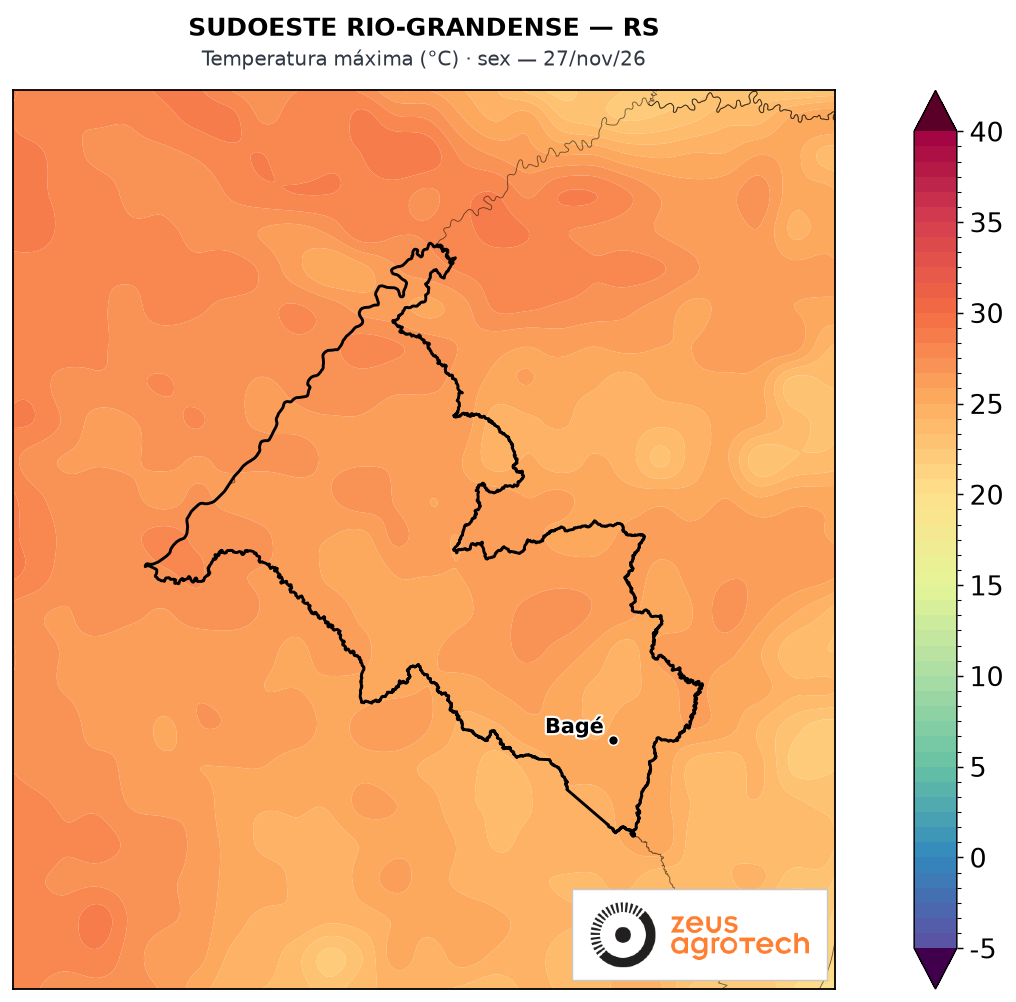 SUDOESTE RIO-GRANDENSE — RS
Temperatura máxima (°C) · sex — 27/nov/26
40
35
30
25
20
15
10
5
0
-5
Bagé
zeus
agrotech